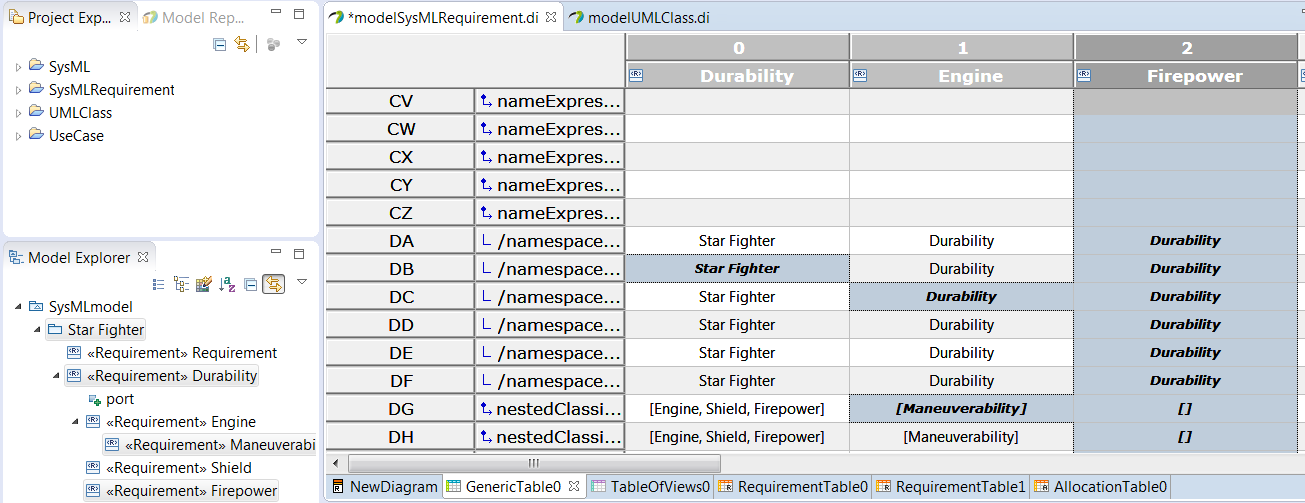 Project Exp...
Model Rep...
SysML
SysMLRequirement
UMLClass
UseCase
Model Explorer
SysMLmodel
Star Fighter
«Requirement» Requirement
«Requirement» Durability
port
«Requirement» Engine
«Requirement» Maneuverabi
«Requirement» Shield
«Requirement» Firepower
*modelSysMLRequirement.di modelUMLClass.di
0 1 2
Durability Engine Firepower
CV nameExpres...
CW nameExpres...
CX nameExpres...
CY nameExpres...
CZ nameExpres...
DA /namespace... Star Fighter Durability Durability
DB /namespace... Star Fighter Durability Durability
DC /namespace... Star Fighter Durability Durability
DD /namespace... Star Fighter Durability Durability
DE /namespace... Star Fighter Durability Durability
DF /namespace... Star Fighter Durability Durability
DG nestedClassi... [Engine, Shield, Firepower] [Maneuverability] []
DH nestedClassi... [Engine, Shield, Firepower] [Maneuverability] []
NewDiagram GenericTable0 TableOfViews0 RequirementTable0 RequirementTable1 AllocationTable0